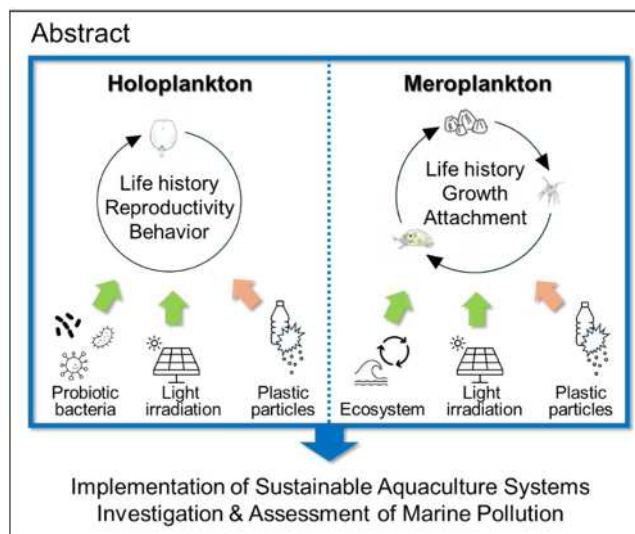 Abstract
Holoplankton
Life history
Reproductivity
Behavior
Probiotic
bacteria
Light
irradiation
Plastic
particles
Meroplankton
Life history
Growth
Attachment
Ecosystem
Light
irradiation
Plastic
particles
Implementation of Sustainable Aquaculture Systems
Investigation & Assessment of Marine Pollution